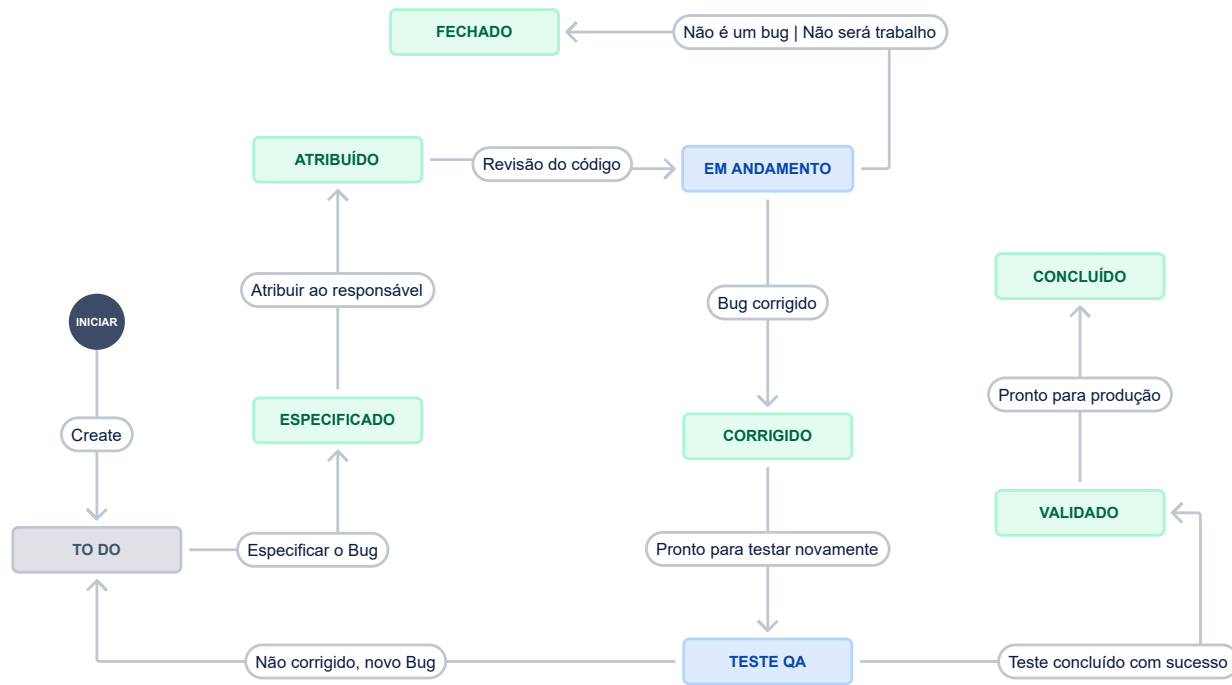 FECHADO
Não é um bug | Não será trabalho
ATRIBUÍDO
Revisão do código
EM ANDAMENTO
CONCLUÍDO
Atribuir ao responsável
Bug corrigido
INICIAR
Pronto para produção
ESPECIFICADO
Create
CORRIGIDO
VALIDADO
TO DO
Especificar o Bug
Pronto para testar novamente
Não corrigido, novo Bug
TESTE QA
Teste concluído com sucesso